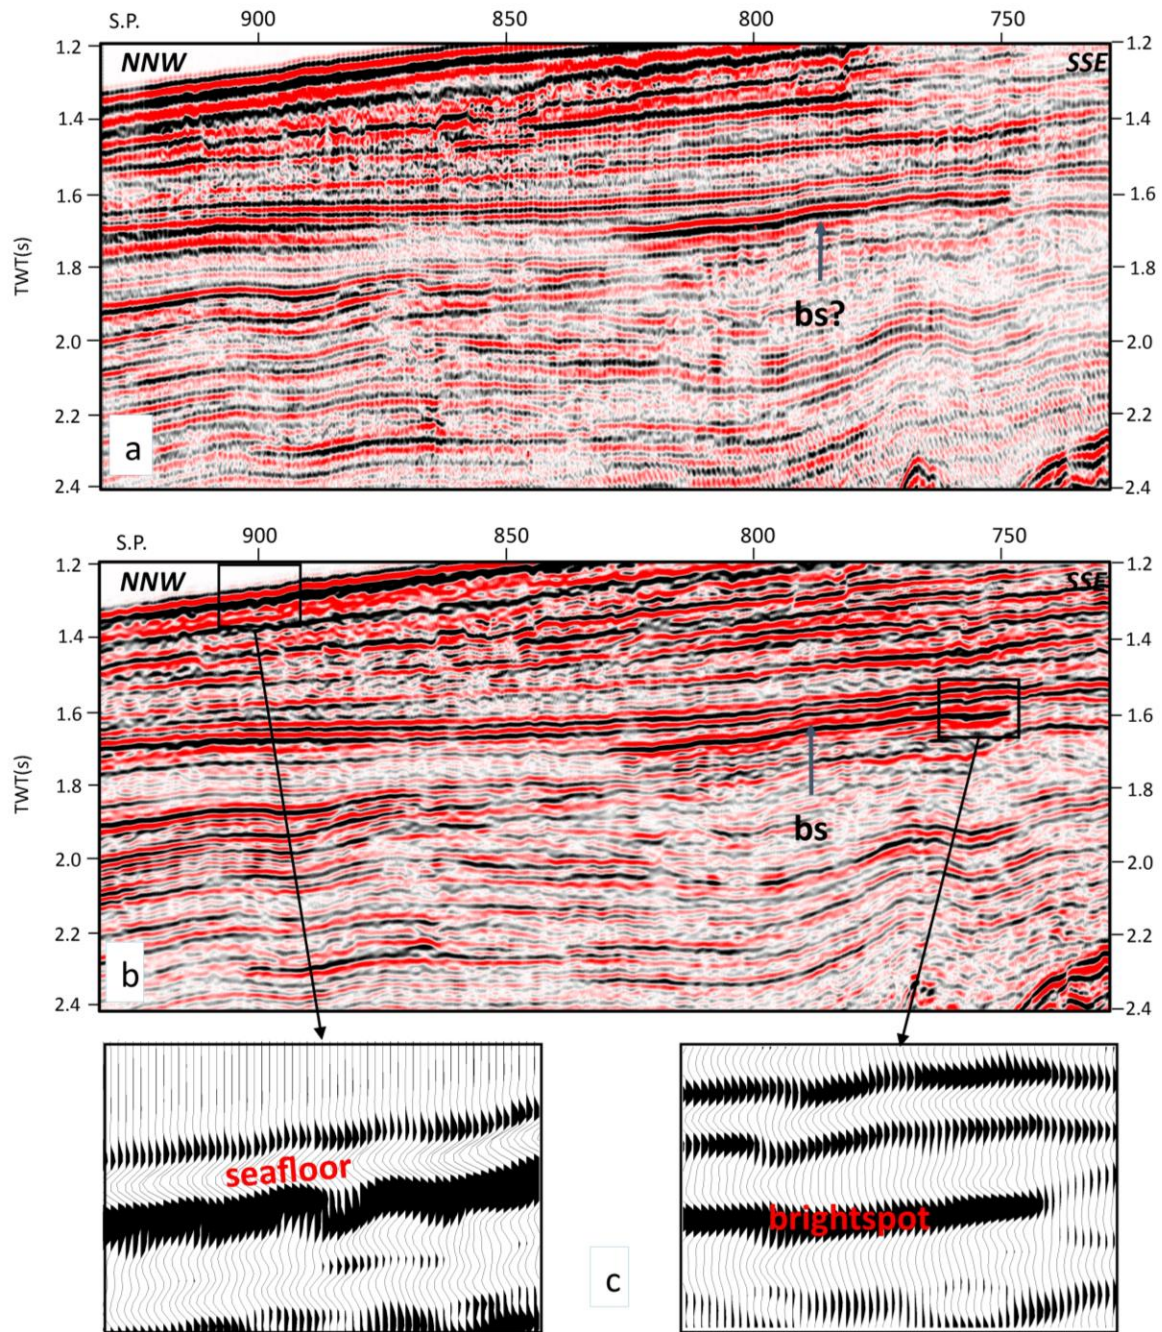 S.P. 900 850 800 750
1.2 NNW SSE 1.2
1.4 1.4
1.6 1.6
TWT(s)
1.8 1.8
bs?
2.0 2.0
2.2 2.2
a
2.4 2.4
S.P. 900 850 800 750
1.2 NNW SSE 1.2
1.4 1.4
1.6 1.6
TWT(s)
1.8 1.8
bs
2.0 2.0
2.2 2.2
b
2.4 2.4
seafloor
brightspot
c